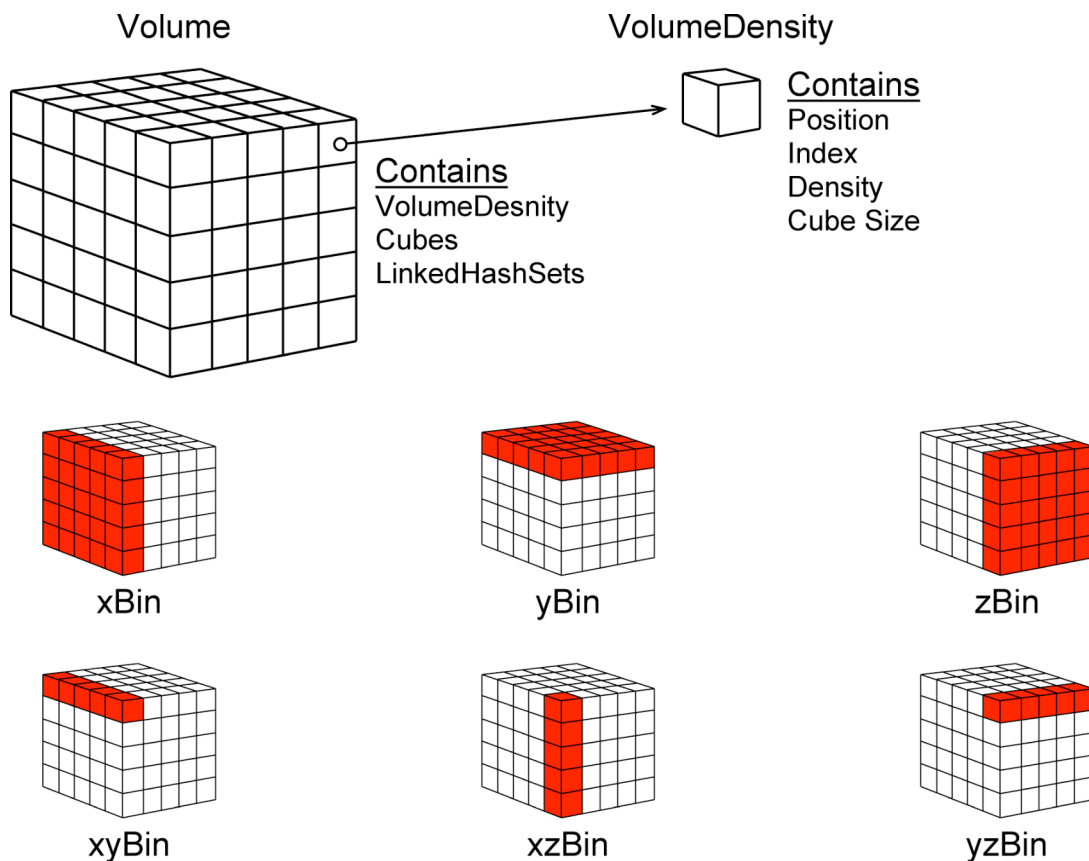 Volume
VolumeDensity
Contains
VolumeDesnity
Cubes
LinkedHashSets
Contains
Position
Index
Density
Cube Size
xBin
yBin
zBin
xyBin
xzBin
yzBin